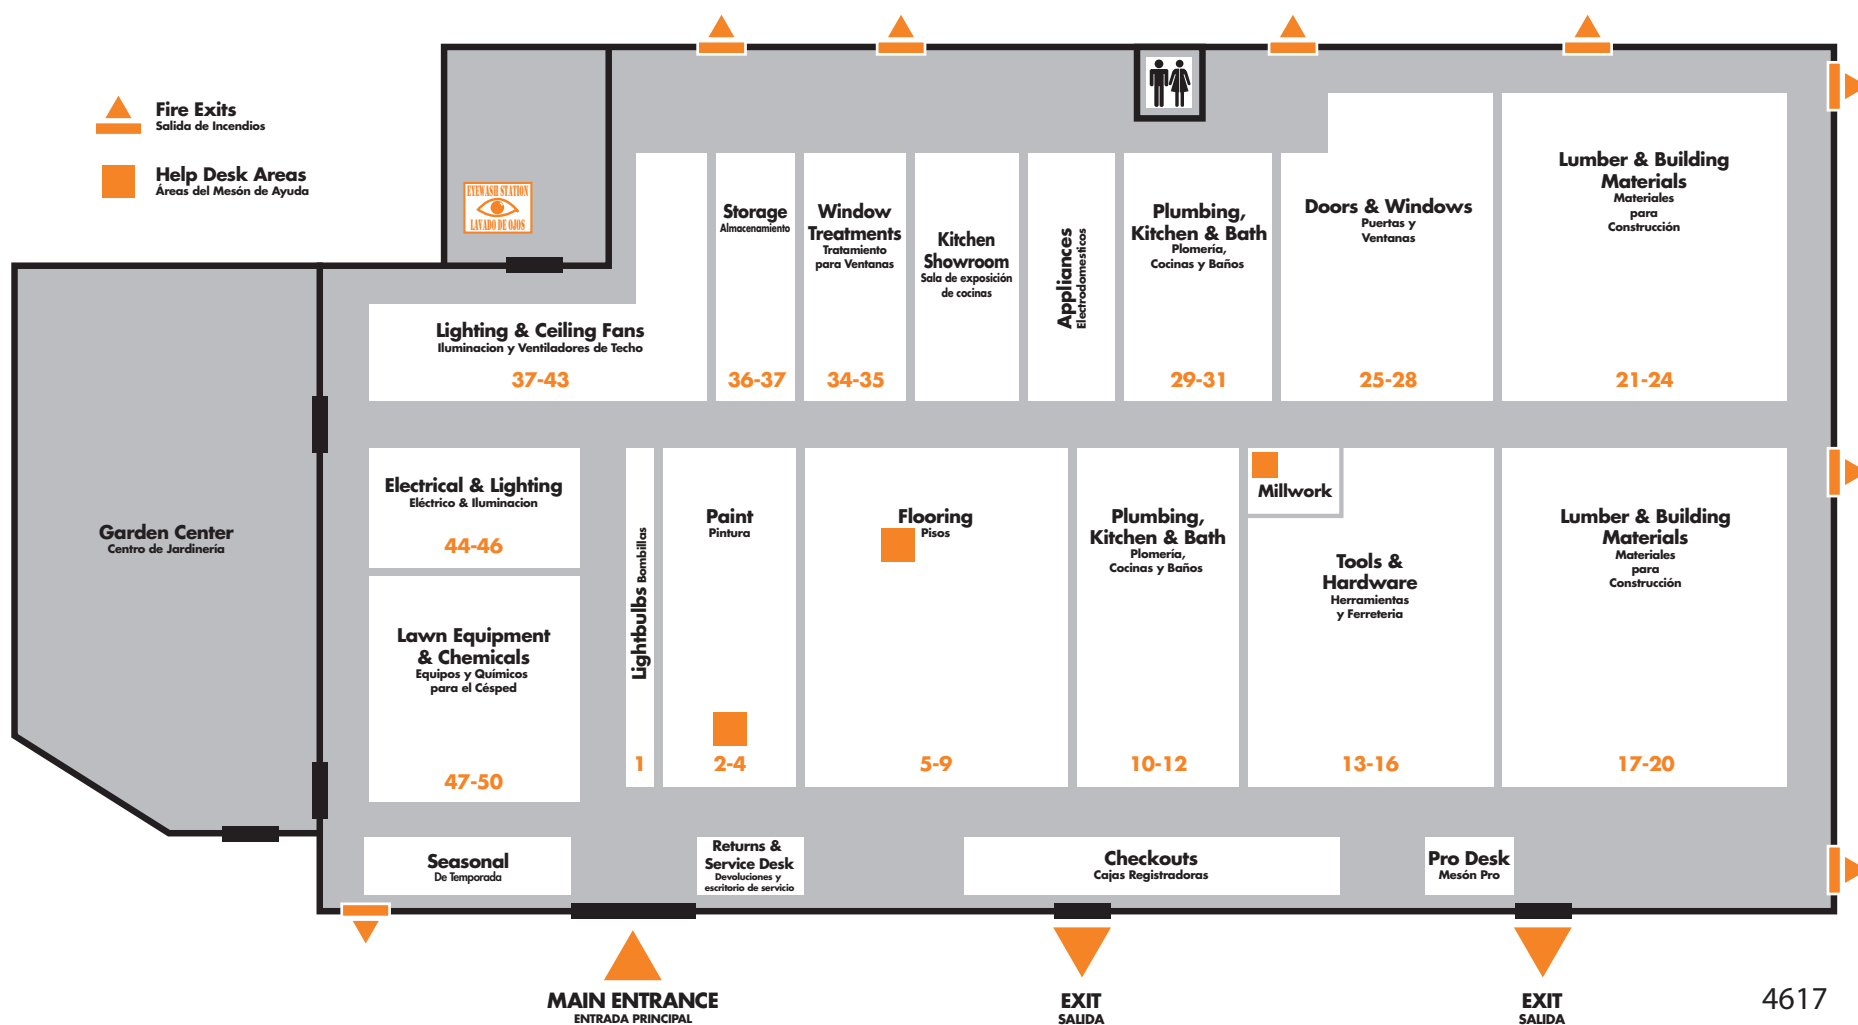 Fire Exits
Salida de Incendios
Help Desk Areas
Áreas del Mesón de Ayuda
EYEWASH STATION
LAVADO DE OJOS
Storage
Almacenamiento
36-37
Window
Treatments
Tratamiento
para Ventanas
34-35
Kitchen
Showroom
Sala de exposición
de cocinas
Appliances
Electrodomesticos
Plumbing,
Kitchen & Bath
Plomería,
Cocinas y Baños
29-31
Doors & Windows
Puertas y
Ventanas
25-28
Lumber & Building
Materials
Materiales
para
Construcción
21-24
Lighting & Ceiling Fans
Iluminacion y Ventiladores de Techo
37-43
Garden Center
Centro de Jardinería
Electrical & Lighting
Eléctrico & Iluminacion
44-46
Lawn Equipment
& Chemicals
Equipos y Químicos
para el Césped
47-50
Lightbulbs Bombillas
1
Paint
Pintura
2-4
Flooring
Pisos
5-9
Plumbing,
Kitchen & Bath
Plomería,
Cocinas y Baños
10-12
Millwork
Tools &
Hardware
Herramientas
y Ferreteria
13-16
Lumber & Building
Materials
Materiales
para
Construcción
17-20
Seasonal
De Temporada
Returns &
Service Desk
Devoluciones y
escritorio de servicio
Checkouts
Cajas Registradoras
Pro Desk
Mesón Pro
MAIN ENTRANCE
ENTRADA PRINCIPAL
EXIT
SALIDA
EXIT
SALIDA
4617